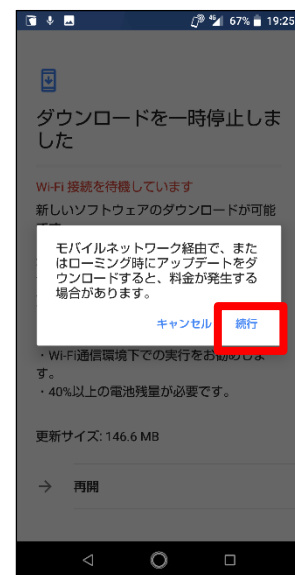 4G 67% 19:25
ダウンロードを一時停止しま
した
Wi-Fi 接続を待機しています
新しいソフトウェアのダウンロードが可能
モバイルネットワーク経由で、また
はローミング時にアップデートをダ
ウンロードすると、料金が発生する
場合があります。
キャンセル 続行
・Wi-Fi通信環境下での実行をお勧めしま
す。
・40%以上の電池残量が必要です。
更新サイズ: 146.6 MB
再開